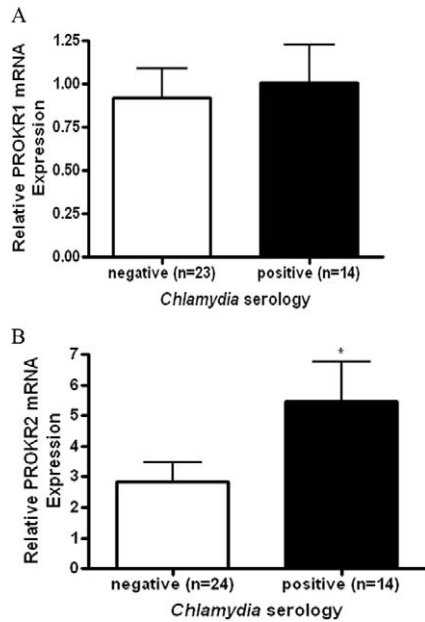 A
Relative PROKR1 mRNA
Expression
1.25
1.00
0.75
0.50
0.25
0.00
negative (n=23) positive (n=14)
Chlamydia serology
B
Relative PROKR2 mRNA
Expression
7
6
5
4
3
2
1
0
*
negative (n=24) positive (n=14)
Chlamydia serology